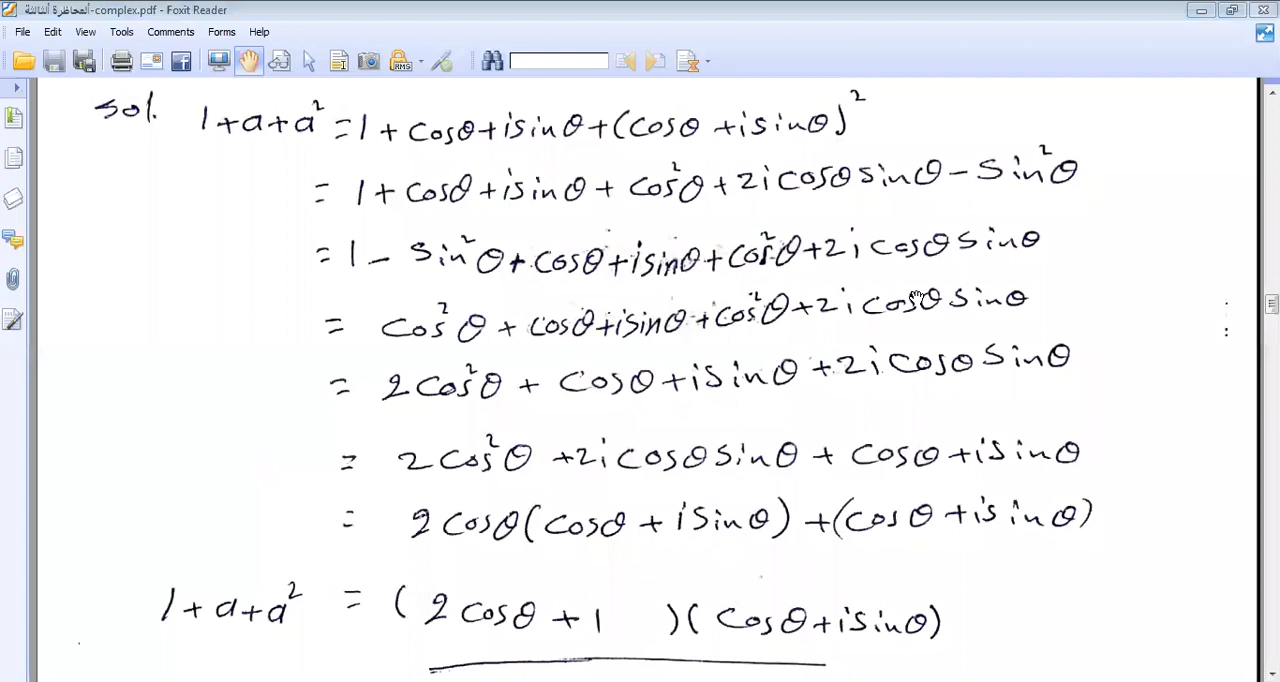 المحاظرة ألثالثة-complex.pdf - Foxit Reader
File Edit View Tools Comments Forms Help
RMS
Sol. 1+a+a² = 1 + cosθ + i sinθ + (cosθ + i sinθ)²
= 1 + cosθ + i sinθ + cos²θ + 2i cosθ sinθ − sin²θ
= 1 − sin²θ + cosθ + i sinθ + cos²θ + 2i cosθ sinθ
= cos²θ + cosθ + i sinθ + cos²θ + 2i cosθ sinθ
= 2cos²θ + cosθ + i sinθ + 2i cosθ sinθ
= 2cos²θ + 2i cosθ sinθ + cosθ + i sinθ
= 2cosθ(cosθ + i sinθ) + (cosθ + i sinθ)
1+a+a² = (2cosθ + 1 )(cosθ + i sinθ)